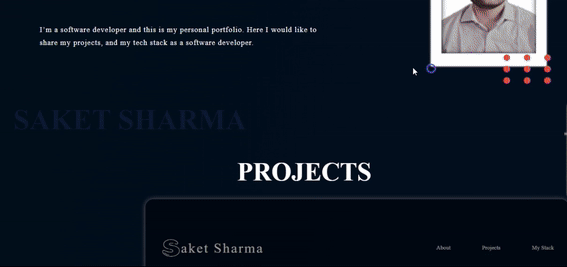 I'm a software developer and this is my personal portfolio. Here I would like to
share my projects, and my tech stack as a software developer.
SAKET SHARMA
PROJECTS
Saket Sharma
About Projects My Stack